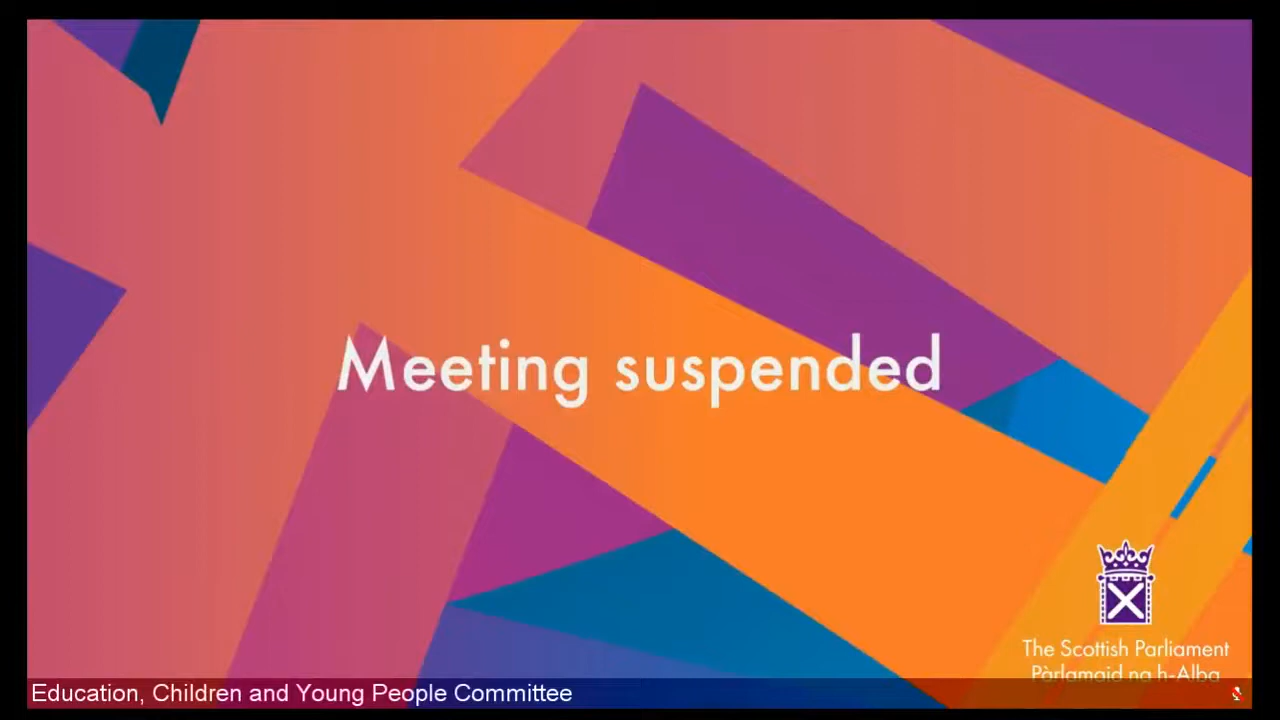 Meeting suspended
The Scottish Parliament
Pàrlamaid na h-Alba
Education, Children and Young People Committee